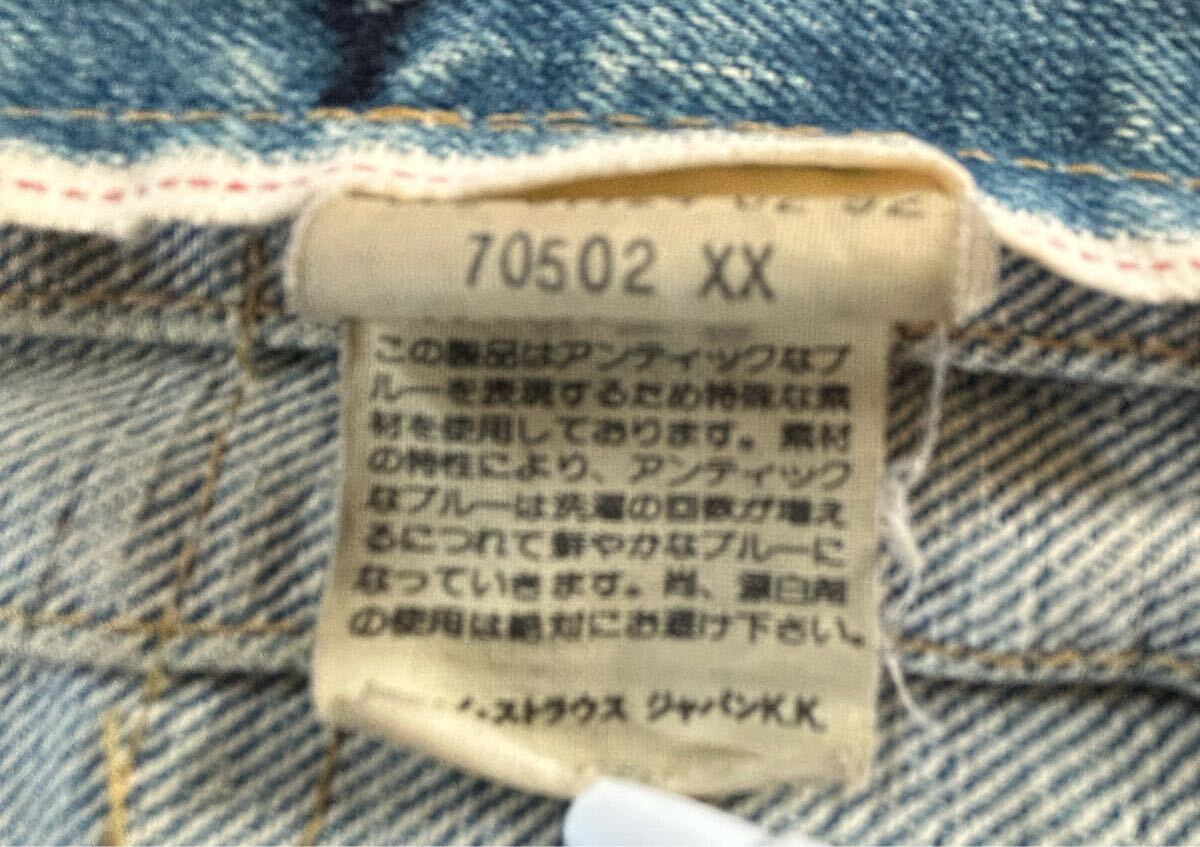 70502 XX
この製品はアンティックなブ
ルーを表現するため特殊な素
材を使用しております。素材
の特性により、アンティック
なブルーは洗濯の回数が増え
るにつれて鮮やかなブルーに
なっていきます。尚、漂白剤
の使用は絶対にお避け下さい。
ストラウス ジャパンK.K.